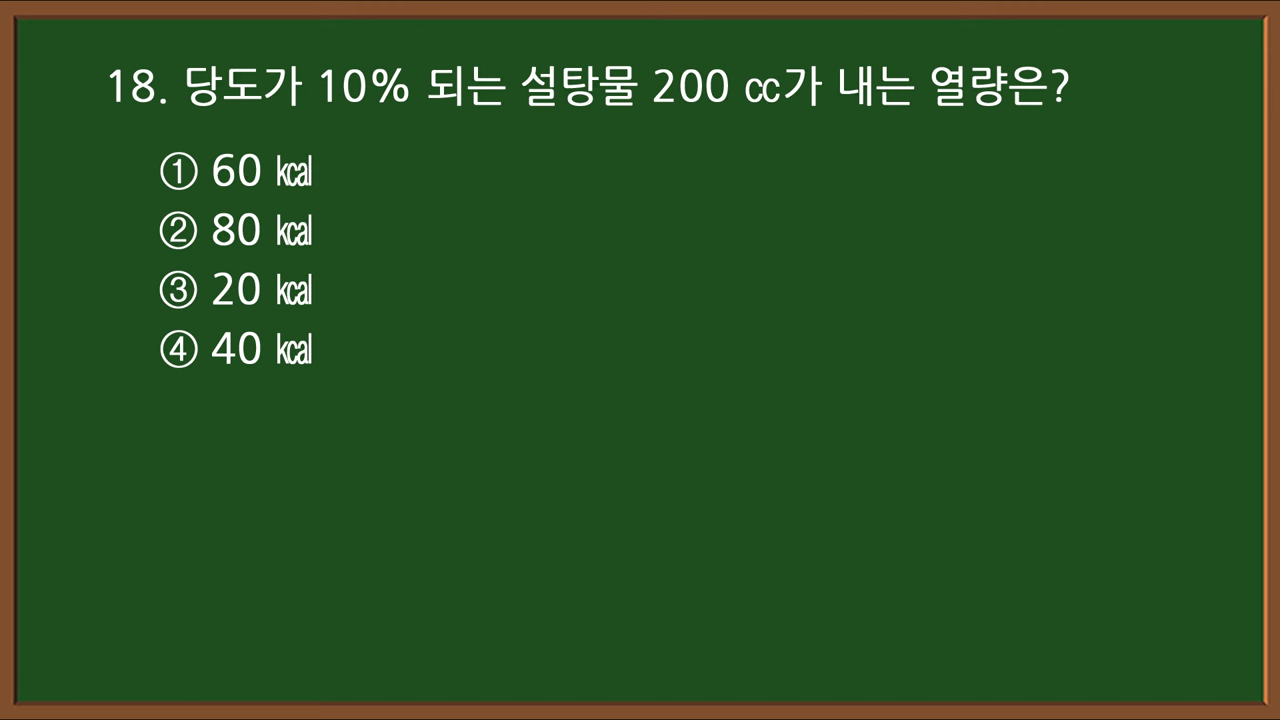 18. 당도가 10% 되는 설탕물 200 ㏄가 내는 열량은?
① 60 ㎉
② 80 ㎉
③ 20 ㎉
④ 40 ㎉